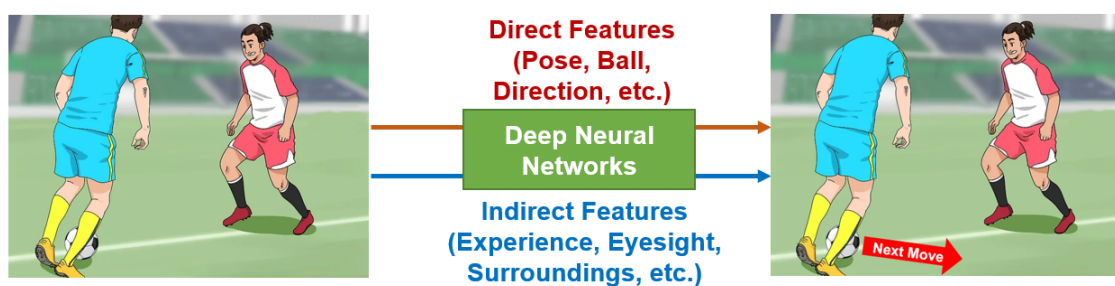 Direct Features
(Pose, Ball,
Direction, etc.)
Deep Neural
Networks
Indirect Features
(Experience, Eyesight,
Surroundings, etc.)
Next Move